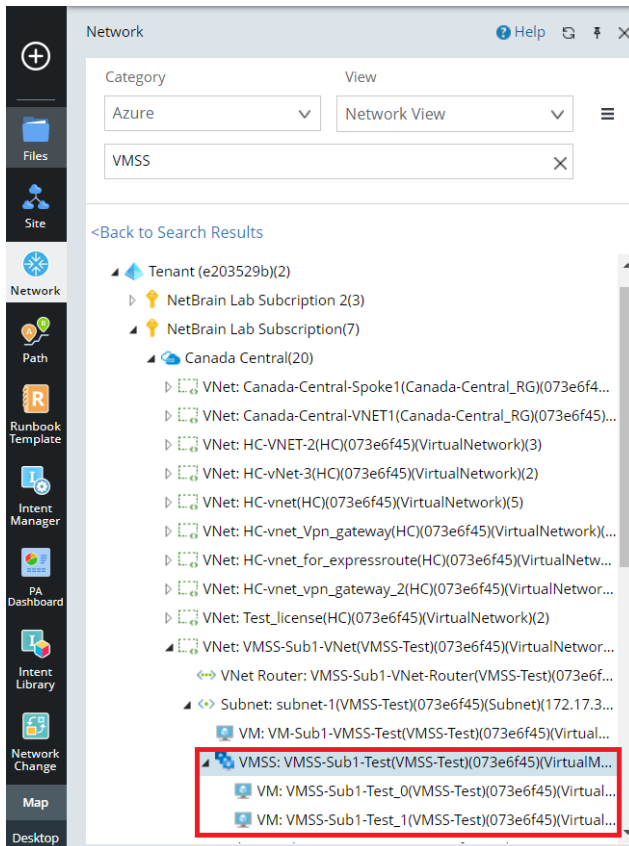 Network
Help
Category
View
Azure
Network View
VMSS
<Back to Search Results
Tenant (e203529b)(2)
NetBrain Lab Subcription 2(3)
NetBrain Lab Subscription(7)
Canada Central(20)
VNet: Canada-Central-Spoke1(Canada-Central_RG)(073e6f4...
VNet: Canada-Central-VNET1(Canada-Central_RG)(073e6f45)...
VNet: HC-VNET-2(HC)(073e6f45)(VirtualNetwork)(3)
VNet: HC-vNet-3(HC)(073e6f45)(VirtualNetwork)(2)
VNet: HC-vnet(HC)(073e6f45)(VirtualNetwork)(5)
VNet: HC-vnet_Vpn_gateway(HC)(073e6f45)(VirtualNetwork)(...
VNet: HC-vnet_for_expressroute(HC)(073e6f45)(VirtualNetw...
VNet: HC-vnet_vpn_gateway_2(HC)(073e6f45)(VirtualNetwor...
VNet: Test_license(HC)(073e6f45)(VirtualNetwork)(2)
VNet: VMSS-Sub1-VNet(VMSS-Test)(073e6f45)(VirtualNetwor...
VNet Router: VMSS-Sub1-VNet-Router(VMSS-Test)(073e6f...
Subnet: subnet-1(VMSS-Test)(073e6f45)(Subnet)(172.17.3...
VM: VM-Sub1-VMSS-Test(VMSS-Test)(073e6f45)(Virtual...
VMSS: VMSS-Sub1-Test(VMSS-Test)(073e6f45)(VirtualM...
VM: VMSS-Sub1-Test_0(VMSS-Test)(073e6f45)(Virtual...
VM: VMSS-Sub1-Test_1(VMSS-Test)(073e6f45)(Virtual...
Files
Site
Network
Path
Runbook
Template
Intent
Manager
PA
Dashboard
Intent
Library
Network
Change
Map
Desktop